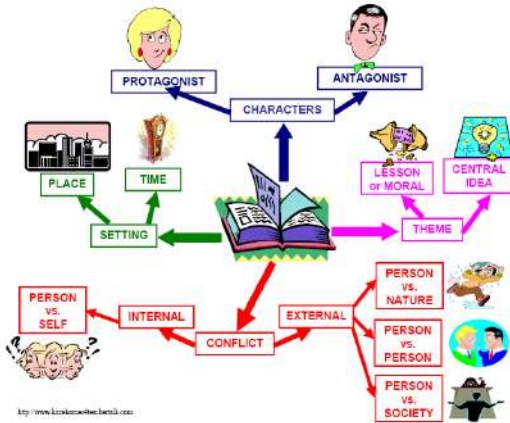 PROTAGONIST
ANTAGONIST
CHARACTERS
PLACE
TIME
SETTING
LESSON
or MORAL
CENTRAL
IDEA
THEME
PERSON
vs.
SELF
INTERNAL
CONFLICT
EXTERNAL
PERSON
vs.
NATURE
PERSON
vs.
PERSON
PERSON
vs.
SOCIETY